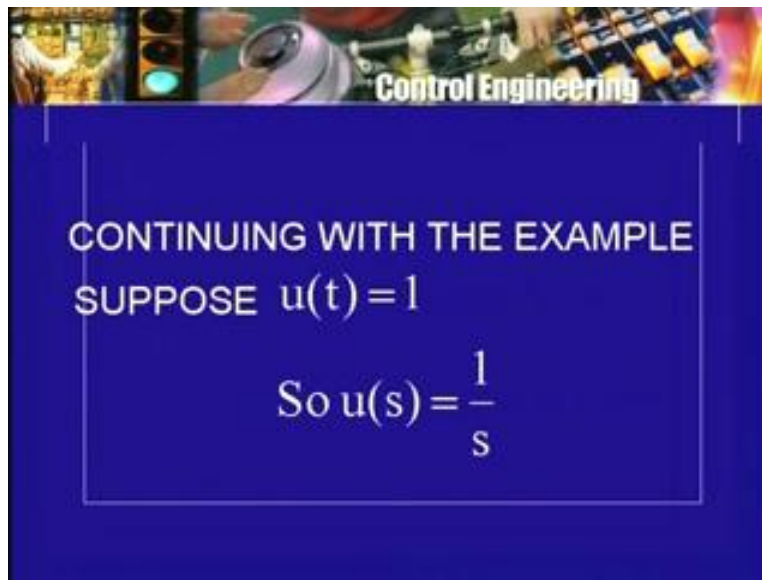 Control Engineering
CONTINUING WITH THE EXAMPLE
SUPPOSE u(t) = 1
So u(s) = 1/s